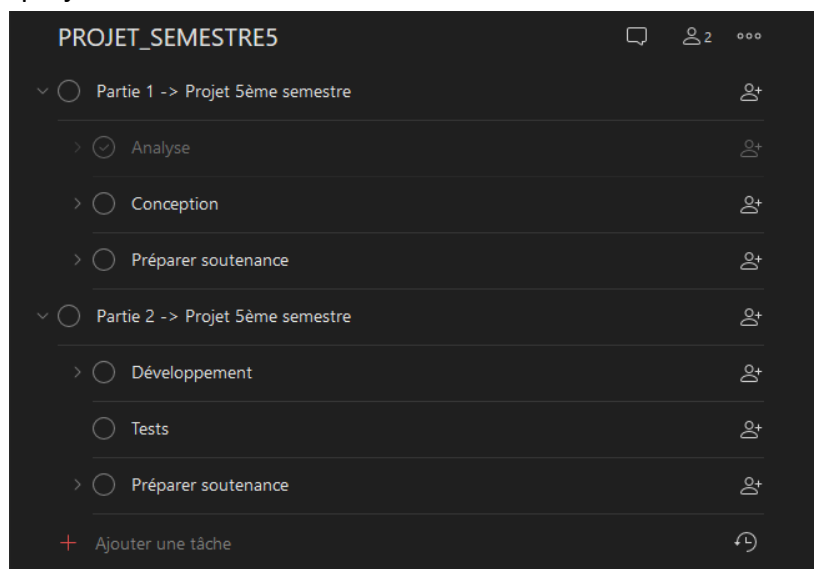 PROJET_SEMESTRE5 2
Partie 1 -> Projet 5ème semestre
Analyse
Conception
Préparer soutenance
Partie 2 -> Projet 5ème semestre
Développement
Tests
Préparer soutenance
Ajouter une tâche